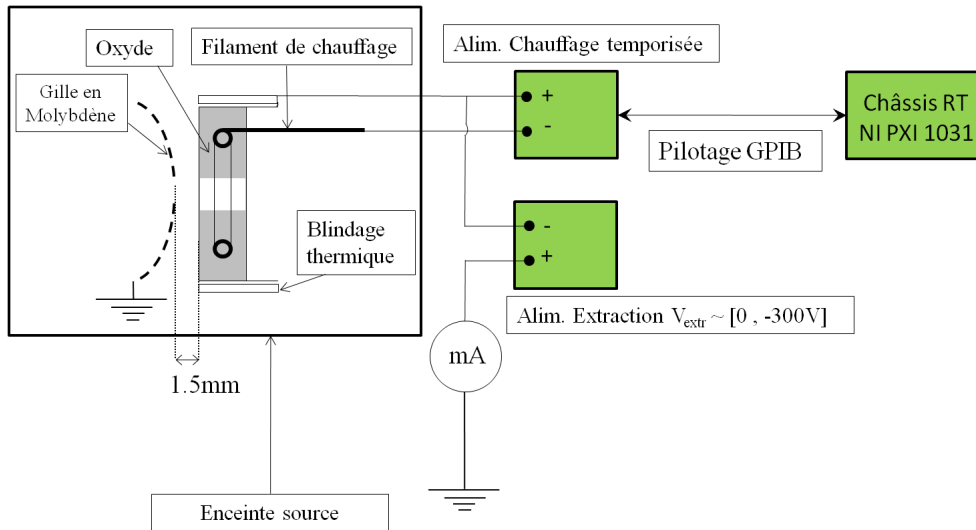 Oxyde
Filament de chauffage
Alim. Chauffage temporisée
Gille en
Molybdène
+
-
Châssis RT
NI PXI 1031
Pilotage GPIB
Blindage
thermique
-
+
Alim. Extraction Vextr ~ [0 , -300V]
mA
1.5mm
Enceinte source